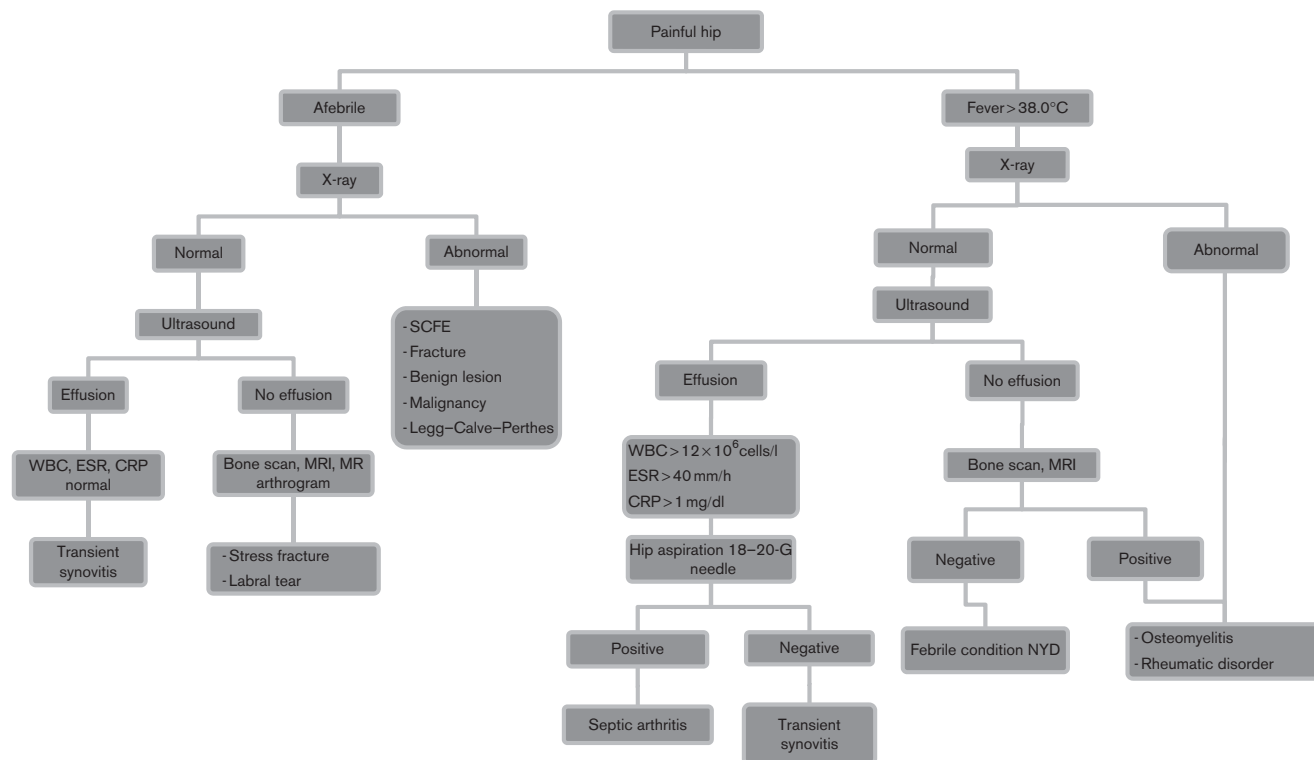 Painful hip
Afebrile
Fever>38.0°C
X-ray
X-ray
Normal
Abnormal
Normal
Abnormal
Ultrasound
Ultrasound
- SCFE
- Fracture
- Benign lesion
- Malignancy
- Legg–Calve–Perthes
Effusion
No effusion
Effusion
No effusion
WBC, ESR, CRP
normal
Bone scan, MRI, MR
arthrogram
WBC>12×10⁶cells/l
ESR>40 mm/h
CRP>1 mg/dl
Bone scan, MRI
Transient
synovitis
- Stress fracture
- Labral tear
Hip aspiration 18–20-G
needle
Negative
Positive
Positive
Negative
Febrile condition NYD
- Osteomyelitis
- Rheumatic disorder
Septic arthritis
Transient
synovitis